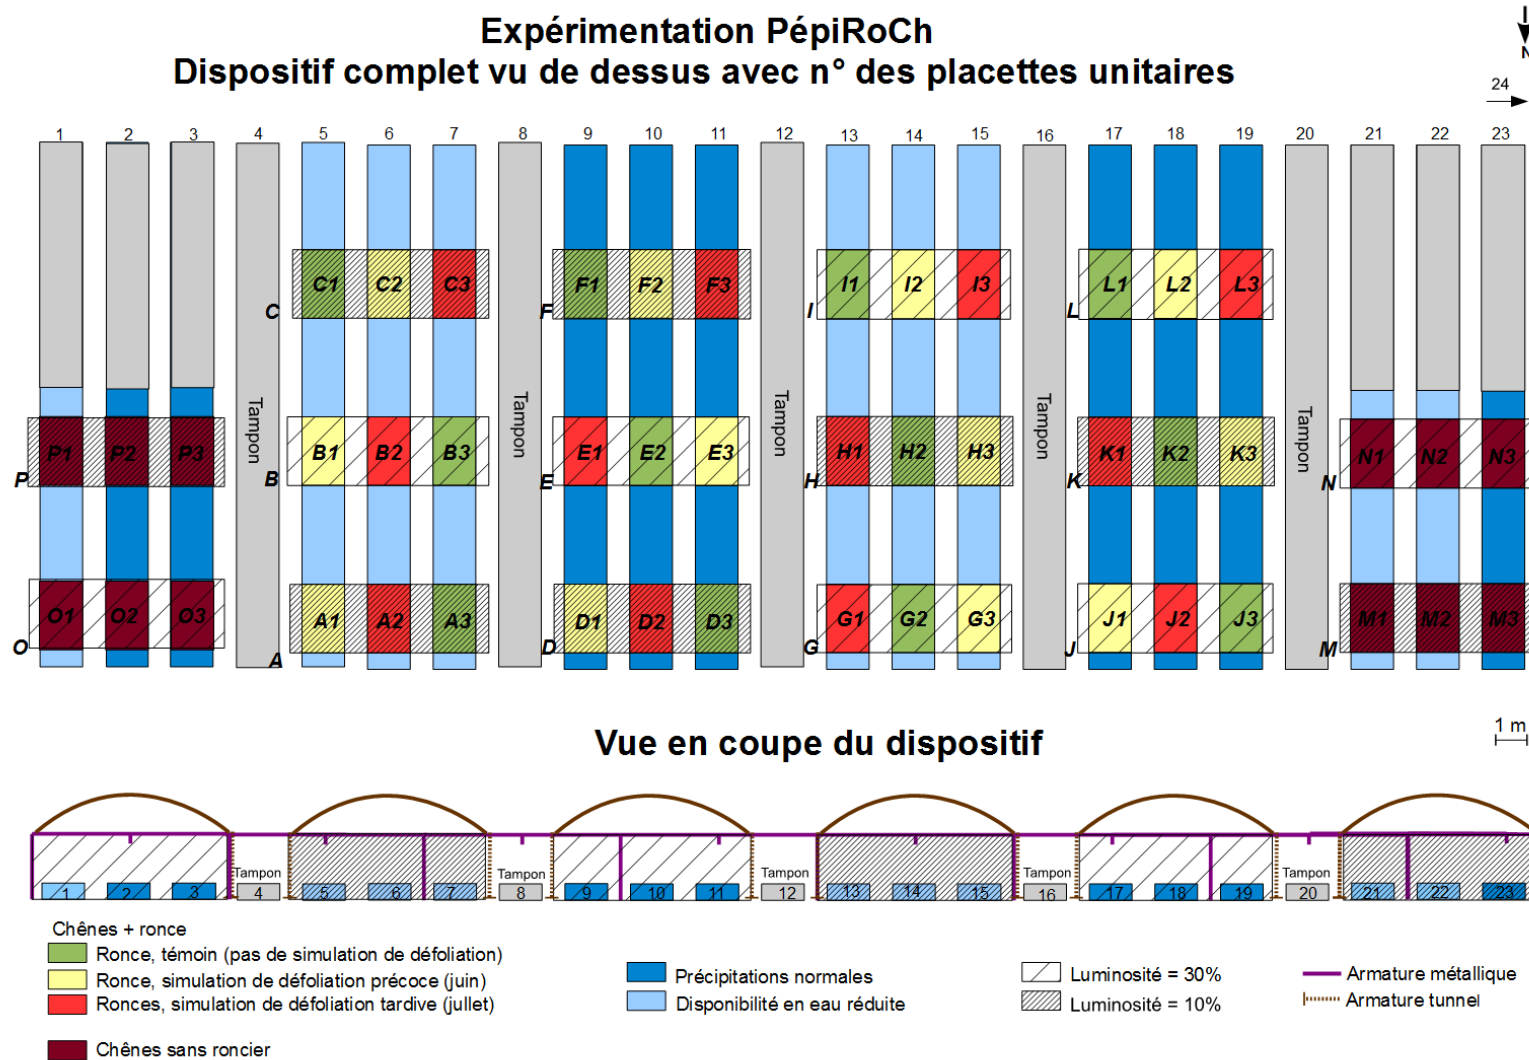 Expérimentation PépiRoCh
Dispositif complet vu de dessus avec n° des placettes unitaires
N
24
1 2 3 4 5 6 7 8 9 10 11 12 13 14 15 16 17 18 19 20 21 22 23
C C1 C2 C3 F F1 F2 F3 I I1 I2 I3 L L1 L2 L3
Tampon Tampon Tampon Tampon Tampon
P P1 P2 P3 B B1 B2 B3 E E1 E2 E3 H H1 H2 H3 K K1 K2 K3 N N1 N2 N3
O O1 O2 O3 A A1 A2 A3 D D1 D2 D3 G G1 G2 G3 J J1 J2 J3 M M1 M2 M3
Vue en coupe du dispositif
1 m
Tampon Tampon Tampon Tampon Tampon
1 2 3 4 5 6 7 8 9 10 11 12 13 14 15 16 17 18 19 20 21 22 23
Chênes + ronce
Ronce, témoin (pas de simulation de défoliation)
Ronce, simulation de défoliation précoce (juin)
Ronces, simulation de défoliation tardive (jullet)
Chênes sans roncier
Précipitations normales
Disponibilité en eau réduite
Luminosité = 30%
Luminosité = 10%
Armature métallique
Armature tunnel